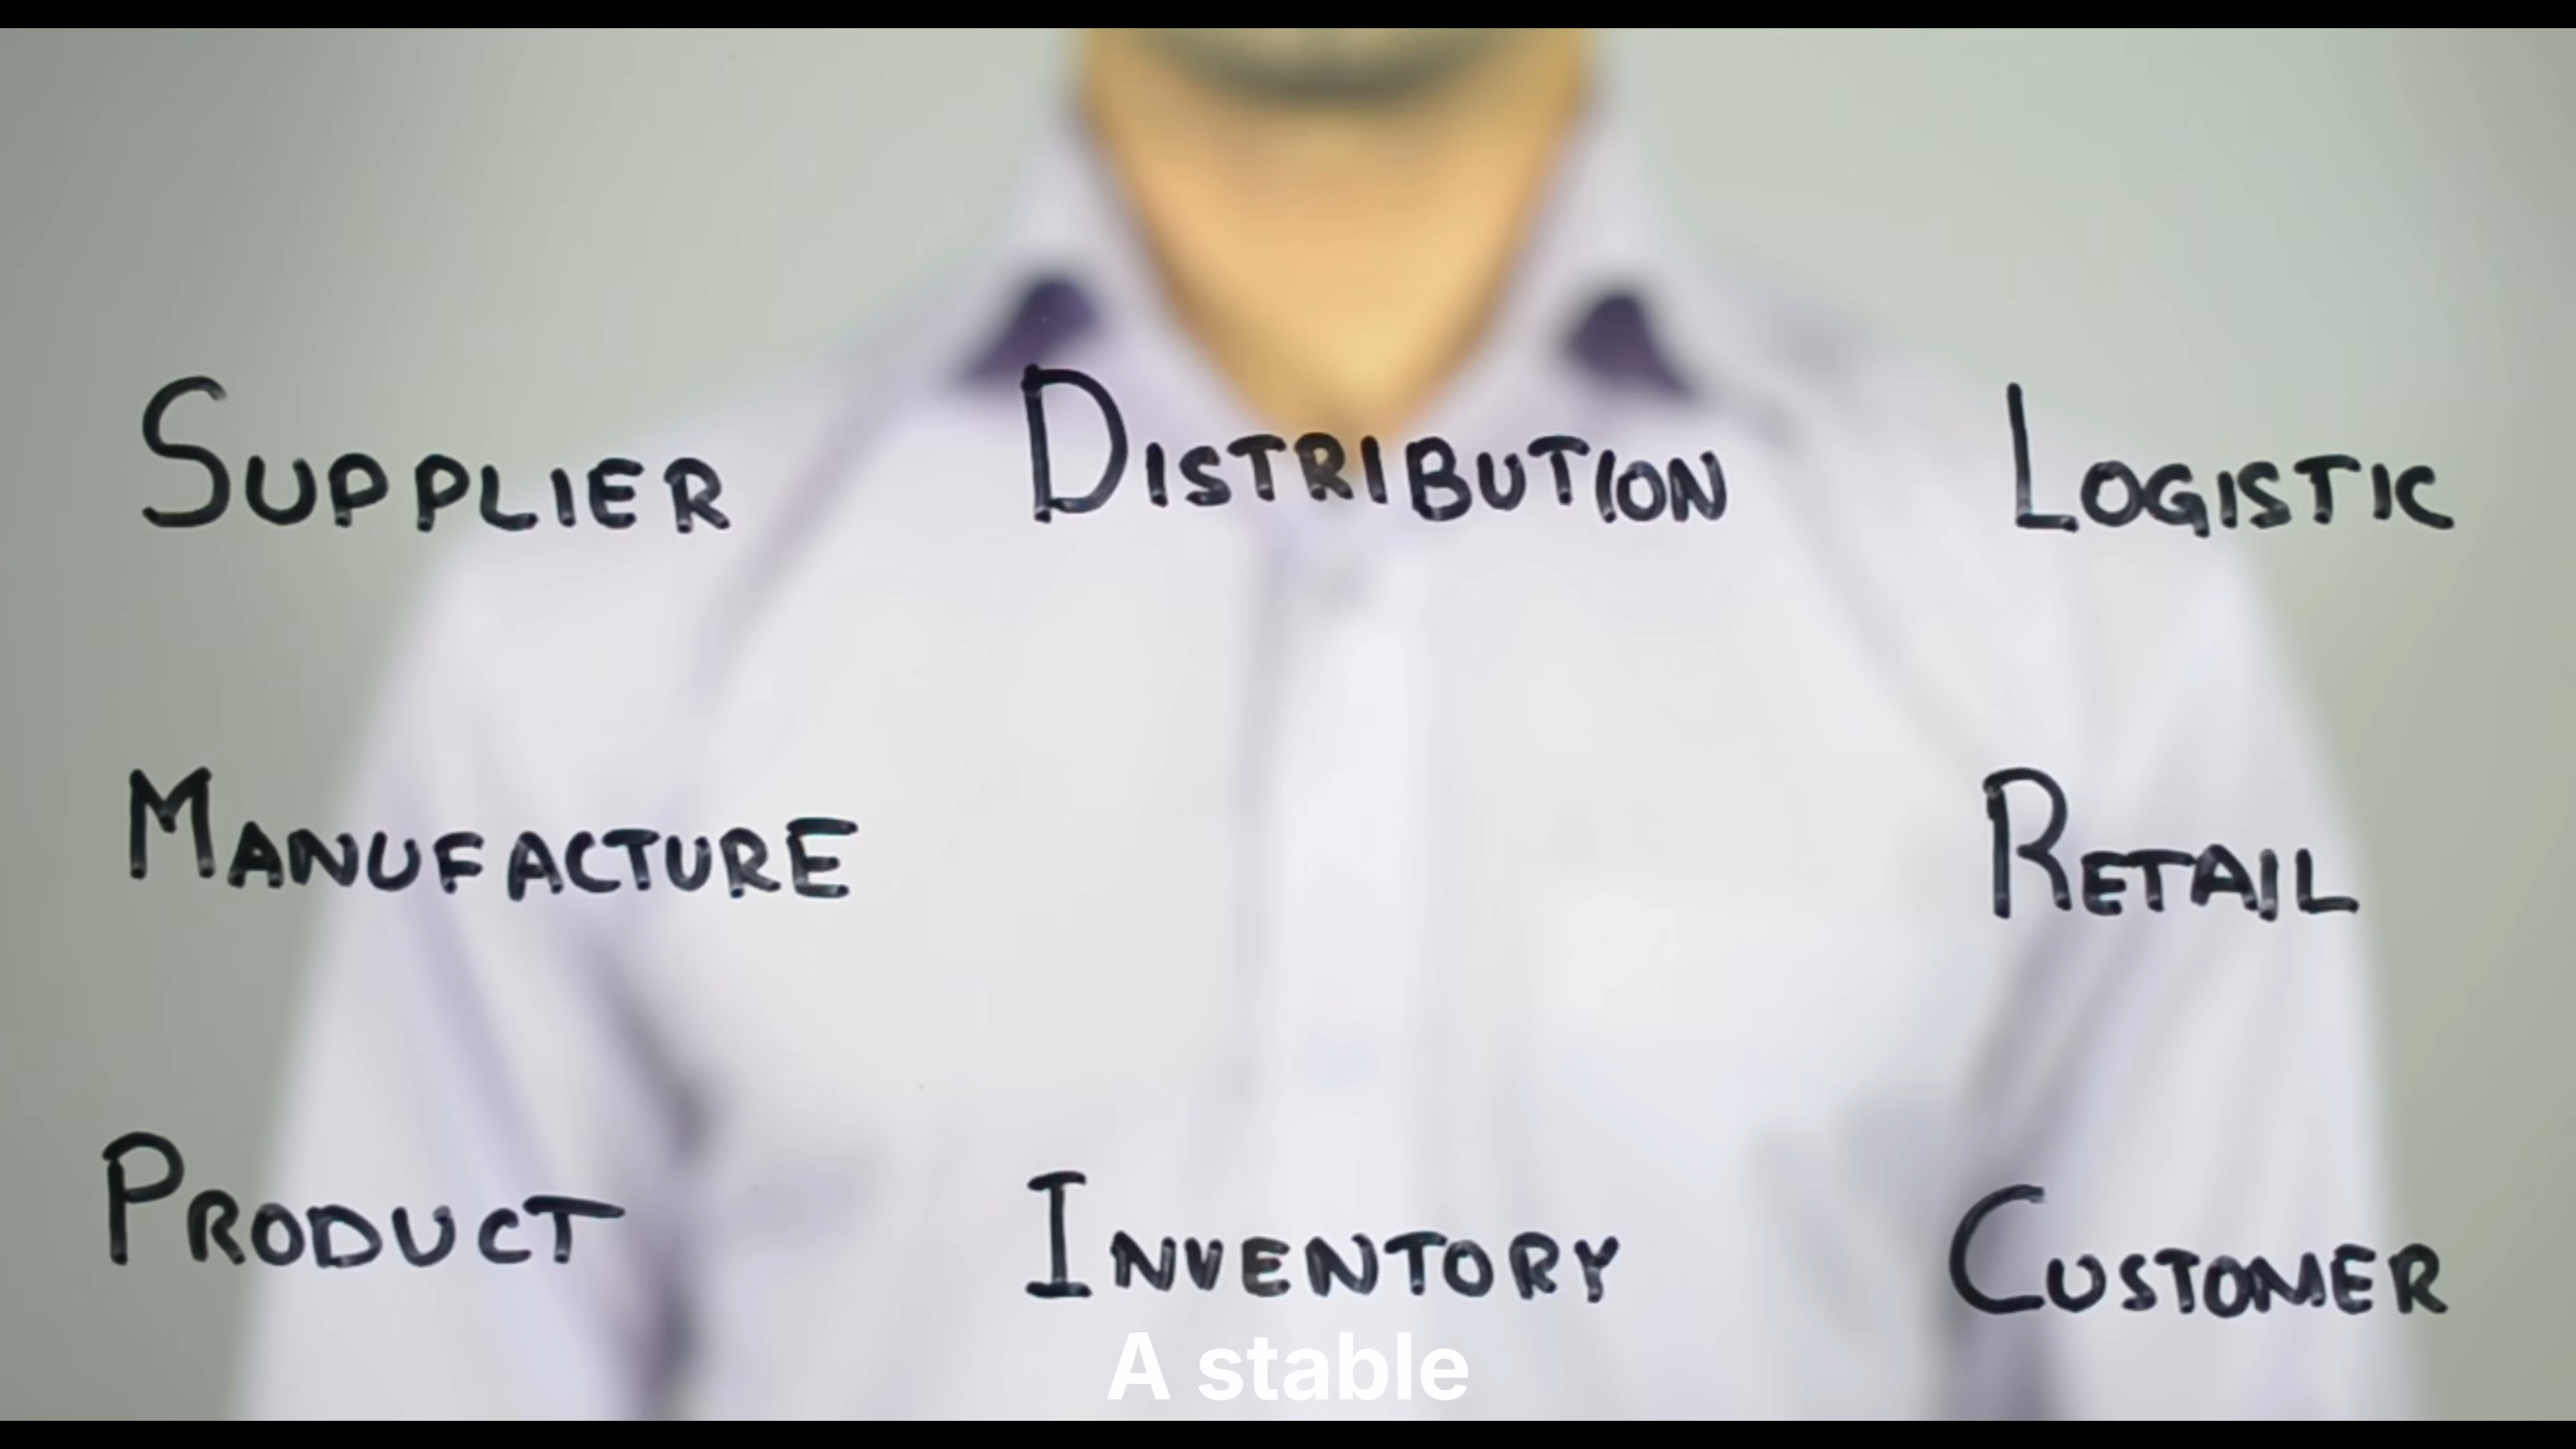 SUPPLIER DISTRIBUTION LOGISTIC
MANUFACTURE RETAIL
PRODUCT INVENTORY CUSTOMER
A stable